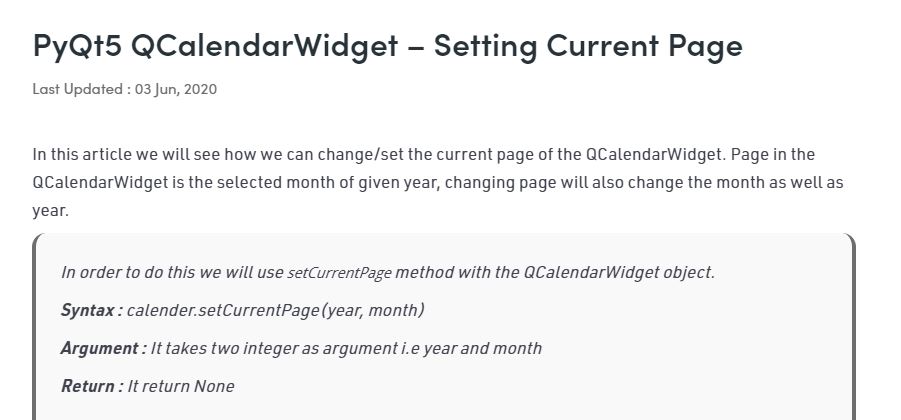 PyQt5 QCalendarWidget – Setting Current Page
Last Updated : 03 Jun, 2020
In this article we will see how we can change/set the current page of the QCalendarWidget. Page in the
QCalendarWidget is the selected month of given year, changing page will also change the month as well as
year.
In order to do this we will use setCurrentPage method with the QCalendarWidget object.
Syntax : calender.setCurrentPage(year, month)
Argument : It takes two integer as argument i.e year and month
Return : It return None